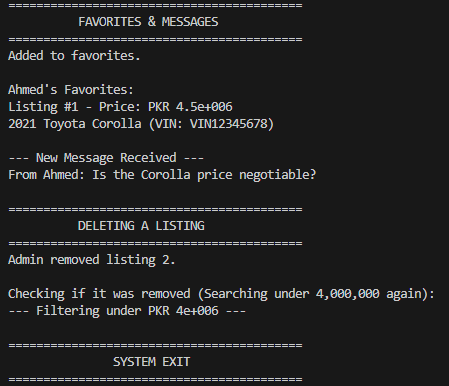 ==========================================
FAVORITES & MESSAGES
==========================================
Added to favorites.
Ahmed's Favorites:
Listing #1 - Price: PKR 4.5e+006
2021 Toyota Corolla (VIN: VIN12345678)
--- New Message Received ---
From Ahmed: Is the Corolla price negotiable?
==========================================
DELETING A LISTING
==========================================
Admin removed listing 2.
Checking if it was removed (Searching under 4,000,000 again):
--- Filtering under PKR 4e+006 ---
==========================================
SYSTEM EXIT
==========================================